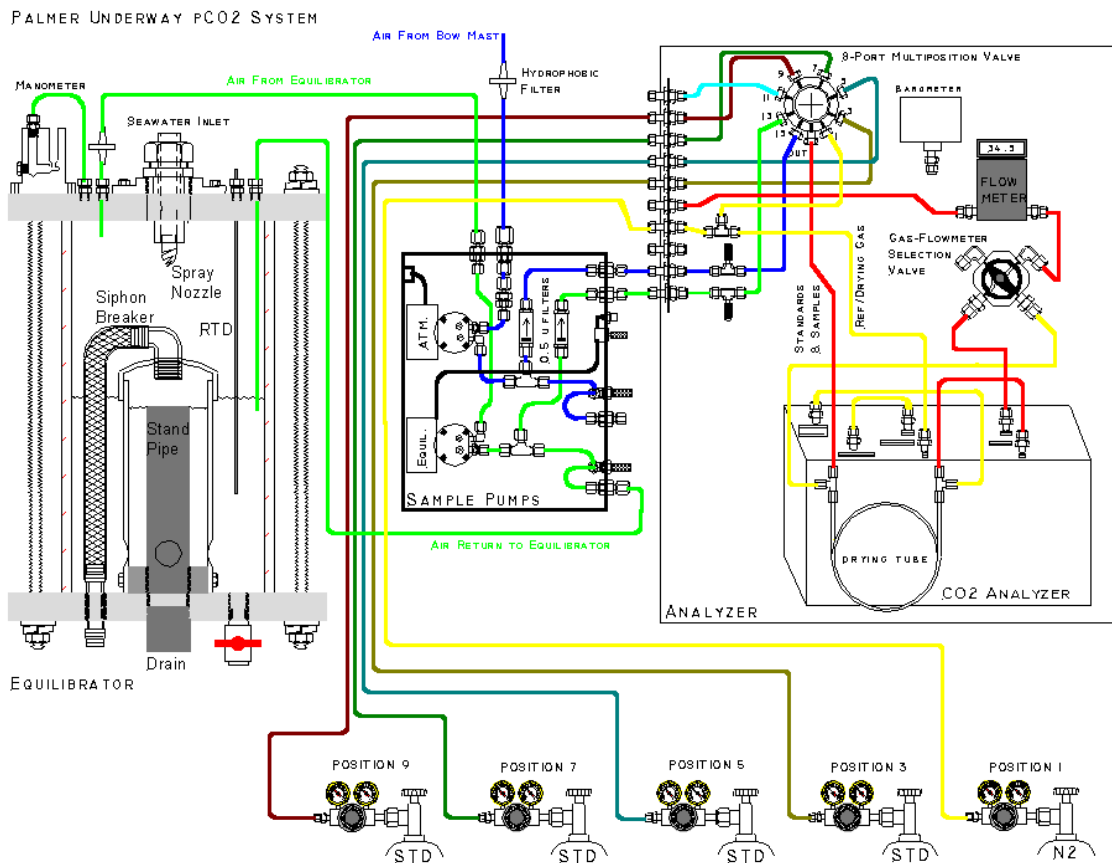 PALMER UNDERWAY PCO2 SYSTEM
AIR FROM BOW MAST
HYDROPHOBIC
FILTER
9-PORT MULTIPOSITION VALVE
MANOMETER
AIR FROM EQUILIBRATOR
SEAWATER INLET
BAROMETER
9
7
5
11
3
13
15
1
OUT
34.5
FLOW
METER
GAS-FLOWMETER
SELECTION
VALVE
Spray
Nozzle
Siphon
Breaker
RTD
ATM.
0.5 U FILTERS
STANDARDS
& SAMPLES
REF/DRYING GAS
Stand
Pipe
EQUIL.
SAMPLE PUMPS
AIR RETURN TO EQUILIBRATOR
DRYING TUBE
CO2 ANALYZER
ANALYZER
Drain
EQUILIBRATOR
POSITION 9
POSITION 7
POSITION 5
POSITION 3
POSITION 1
STD
STD
STD
STD
N2